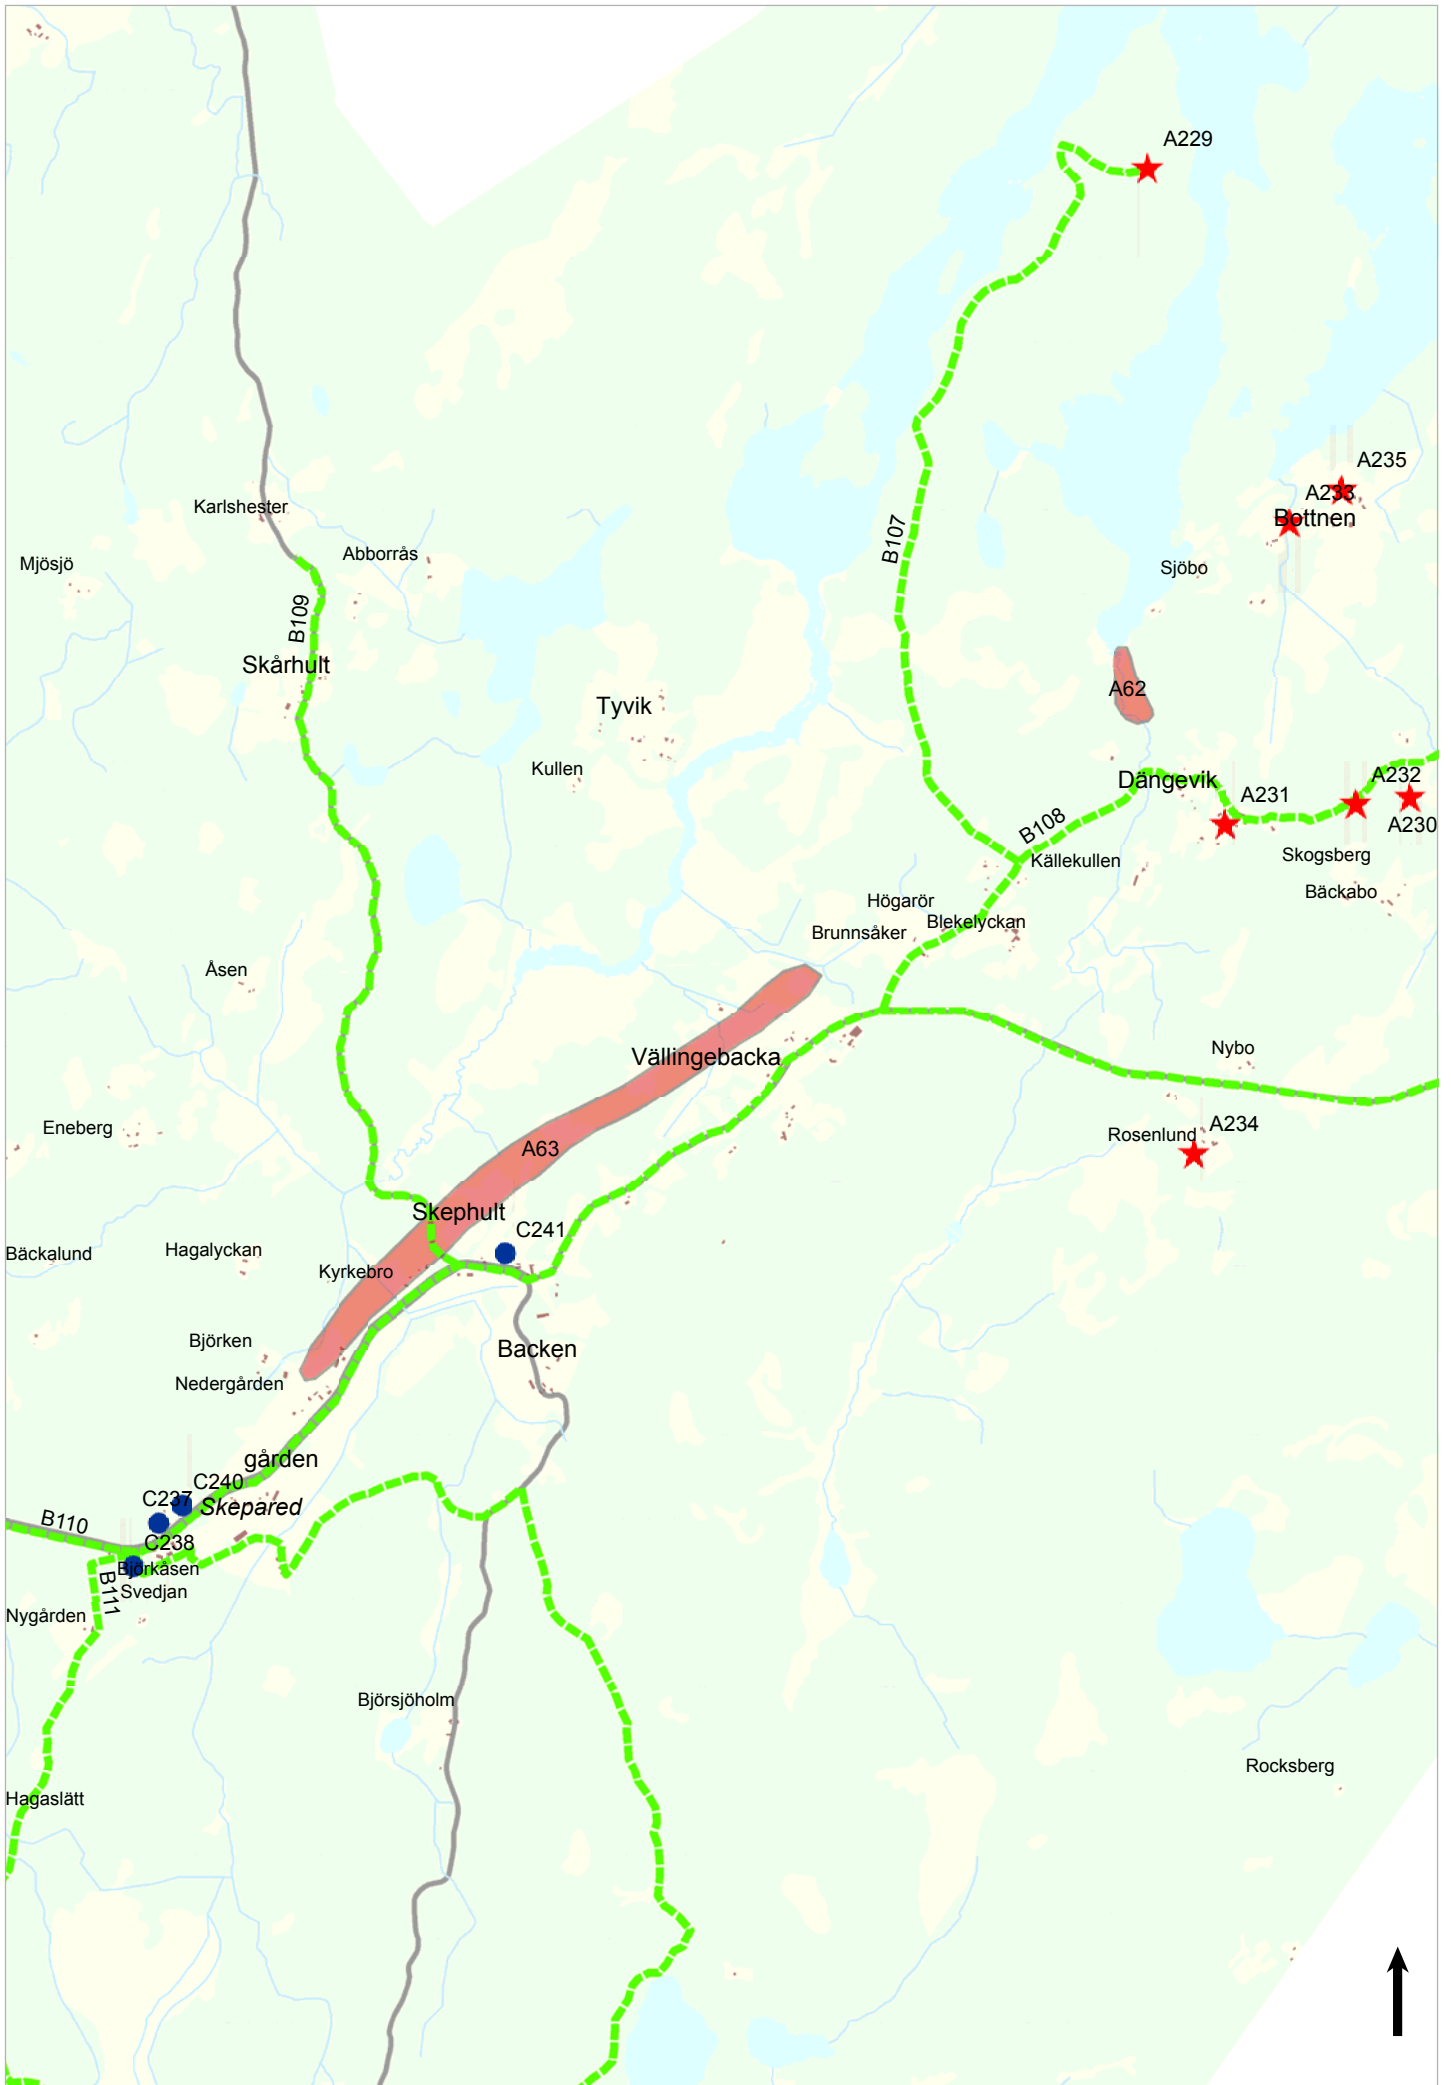 A229
A235
A233
Bottnen
Karlshester
Abborrås
Mjösjö
B107
Sjöbo
B109
Skårhult
A62
Tyvik
Kullen
Dängevik
A232
A231
A230
B108
Källekullen
Skogsberg
Bäckabo
Högarör
Blekelyckan
Brunnsåker
Åsen
Nybo
Vällingebacka
Eneberg
A234
Rosenlund
A63
Skephult
C241
Bäckalund
Hagalyckan
Kyrkebro
Björken
Backen
Nedergården
gården
C240
C237
Skepared
B110
C238
Björkåsen
B111
Svedjan
Nygården
Björsjöholm
Rocksberg
Hagaslätt